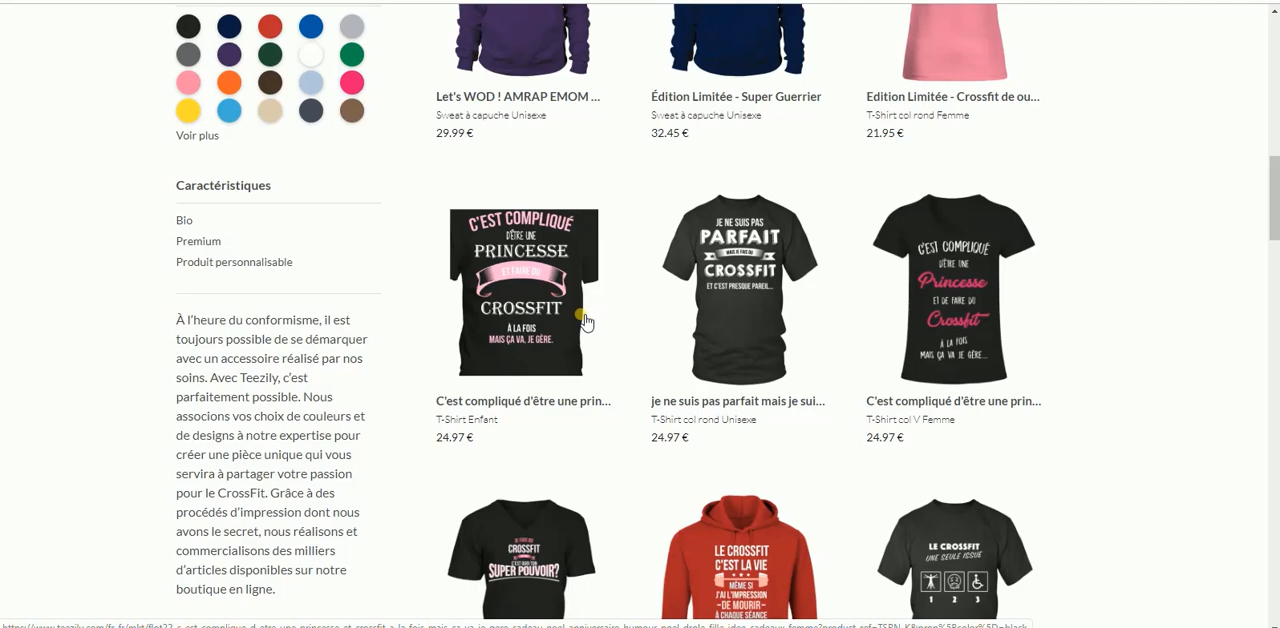 Voir plus
Caractéristiques
Bio
Premium
Produit personnalisable
À l'heure du conformisme, il est
toujours possible de se démarquer
avec un accessoire réalisé par nos
soins. Avec Teezily, c'est
parfaitement possible. Nous
associons vos choix de couleurs et
de designs à notre expertise pour
créer une pièce unique qui vous
servira à partager votre passion
pour le CrossFit. Grâce à des
procédés d'impression dont nous
avons le secret, nous réalisons et
commercialisons des milliers
d'articles disponibles sur notre
boutique en ligne.
Let's WOD ! AMRAP EMOM ...
Sweat à capuche Unisexe
29.99 €
Édition Limitée - Super Guerrier
Sweat à capuche Unisexe
32.45 €
Edition Limitée - Crossfit de ou...
T-Shirt col rond Femme
21.95 €
C'EST COMPLIQUÉ
D'ÊTRE UNE
PRINCESSE
ET FAIRE DU
CROSSFIT
À LA FOIS
MAIS ÇA VA, JE GÈRE.
C'est compliqué d'être une prin...
T-Shirt Enfant
24.97 €
JE NE SUIS PAS
PARFAIT
MAIS JE FAIS DU
CROSSFIT
ET C'EST PRESQUE PAREIL...
je ne suis pas parfait mais je sui...
T-Shirt col rond Unisexe
24.97 €
C'EST COMPLIQUÉ
D'ÊTRE UNE
Princesse
ET DE FAIRE DU
Crossfit
À LA FOIS
MAIS ÇA VA JE GÈRE...
C'est compliqué d'être une prin...
T-Shirt col V Femme
24.97 €
JE FAIS DU
CROSSFIT
SUPER POUVOIR?
LE CROSSFIT
C'EST LA VIE
MÊME SI
J'AI L'IMPRESSION
-DE MOURIR-
À CHAQUE SÉANCE
LE CROSSFIT
UNE SEULE ISSUE
1 2 3